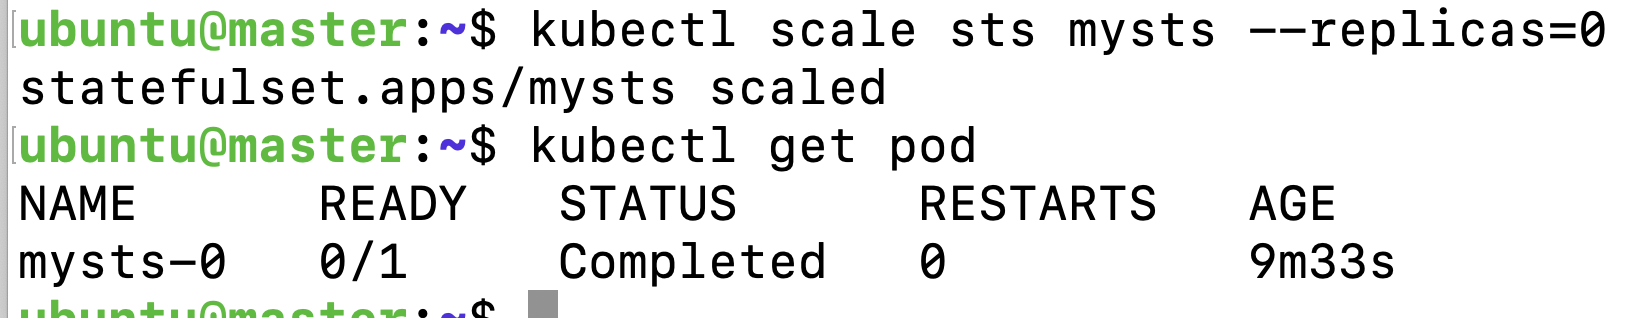 [ubuntu@master:~$ kubectl scale sts mysts --replicas=0
statefulset.apps/mysts scaled
[ubuntu@master:~$ kubectl get pod
NAME READY STATUS RESTARTS AGE
mysts-0 0/1 Completed 0 9m33s
ubuntu@master:~$